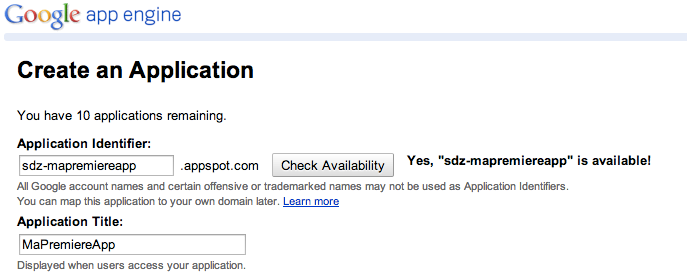 Google app engine
Create an Application
You have 10 applications remaining.
Application Identifier:
sdz-mapremiereapp .appspot.com Check Availability Yes, "sdz-mapremiereapp" is available!
All Google account names and certain offensive or trademarked names may not be used as Application Identifiers.
You can map this application to your own domain later. Learn more
Application Title:
MaPremiereApp
Displayed when users access your application.